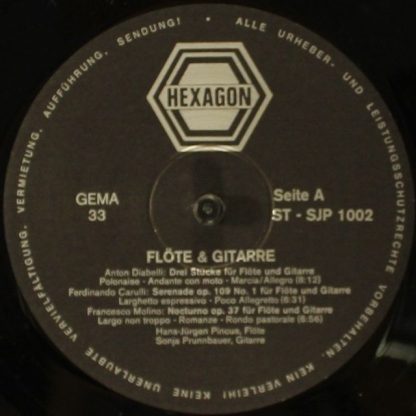 ALLE URHEBER- UND LEISTUNGSSCHUTZRECHTE VORBEHALTEN. KEIN VERLEIH! KEINE UNERLAUBTE VERVIELFÄLTIGUNG, VERMIETUNG, AUFFÜHRUNG, SENDUNG!
HEXAGON
GEMA
33
Seite A
ST - SJP 1002
FLÖTE & GITARRE
Anton Diabelli: Drei Stücke für Flöte und Gitarre
Polonaise - Andante con moto - Marcia/Allegro (8:12)
Ferdinando Carulli: Serenade op. 109 No. 1 für Flöte und Gitarre
Larghetto espressivo - Poco Allegretto (6:31)
Francesco Molino: Nocturno op. 37 für Flöte und Gitarre
Largo non troppo - Romanze - Rondo pastorale (6:56)
Hans-Jürgen Pincus, Flöte
Sonja Prunnbauer, Gitarre